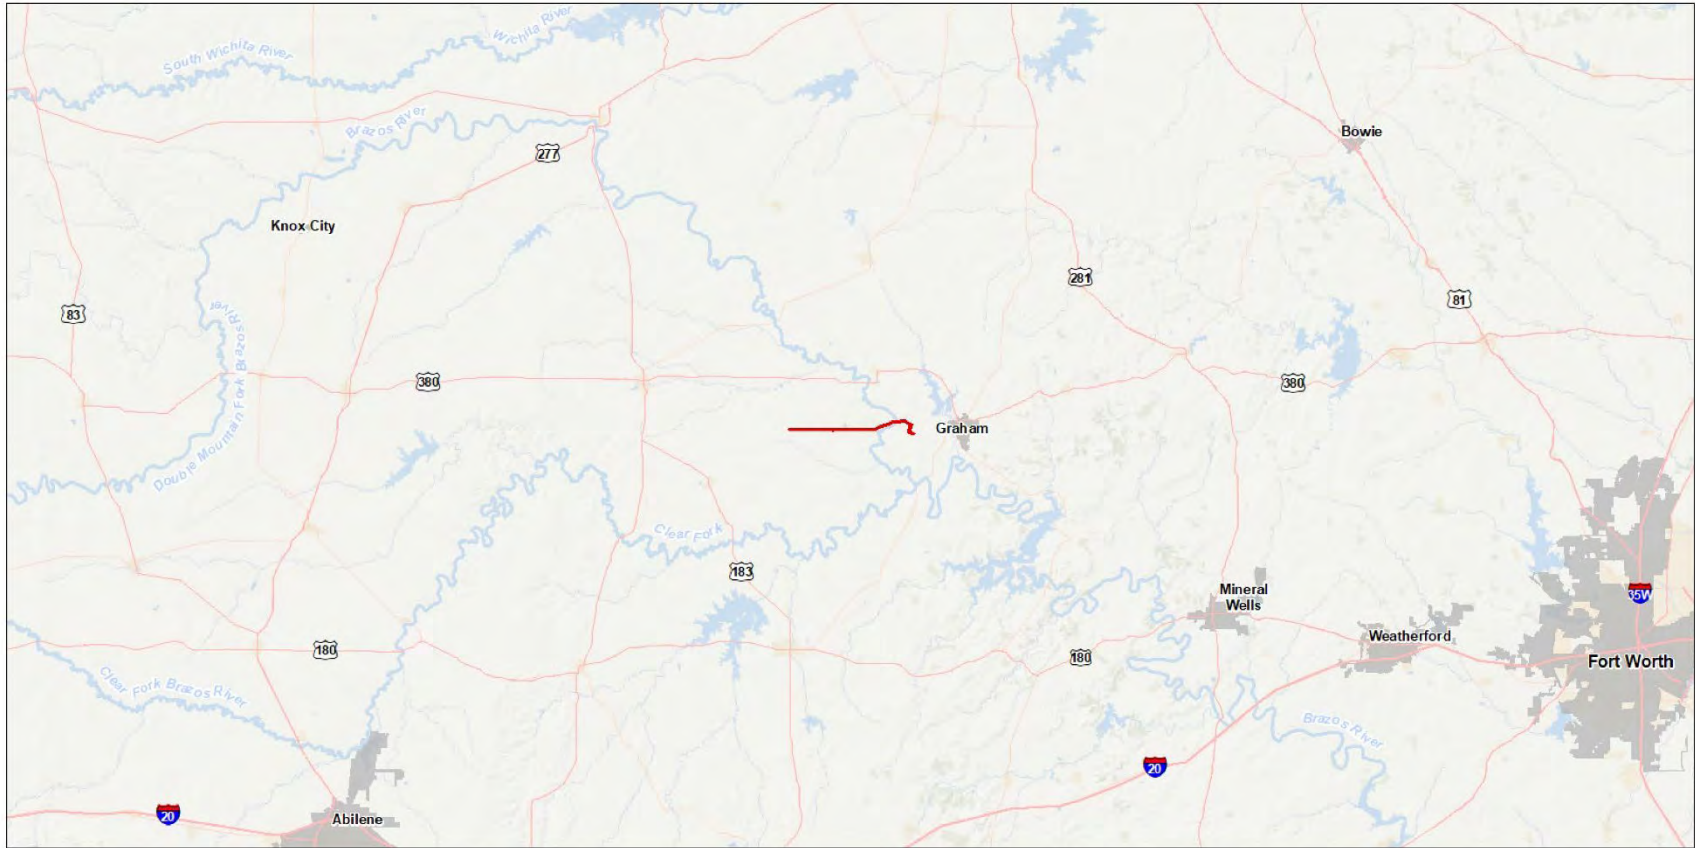 Wichita River
South Wichita River
Brazos River
Bowie
277
Knox City
281
81
83
Double Mountain Fork Brazos River
380
380
Graham
Clear Fork
183
Mineral
Wells
35W
Weatherford
180
180
Fort Worth
Clear Fork Brazos River
Brazos River
20
20
Abilene